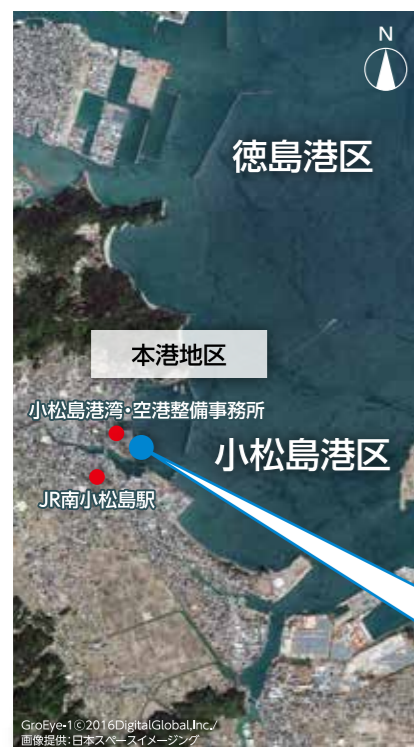 N
徳島港区
本港地区
小松島港湾・空港整備事務所
小松島港区
JR南小松島駅
GroEye-1©2016DigitalGlobal,Inc./
画像提供:日本スペースイメージング